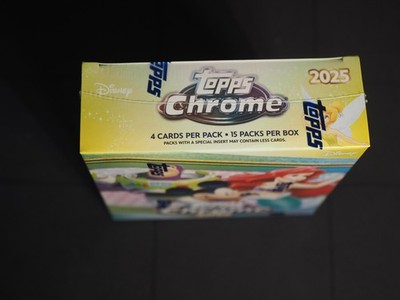 Disney
topps
2025
Chrome
topps
topps
4 CARDS PER PACK • 15 PACKS PER BOX
PACKS WITH A SPECIAL INSERT MAY CONTAIN LESS CARDS.